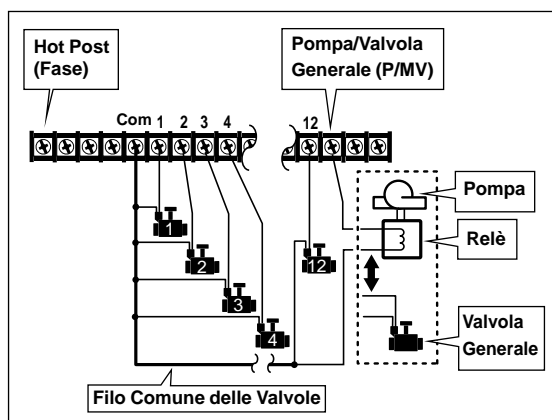 Hot Post
(Fase)
Pompa/Valvola
Generale (P/MV)
Com 1 2 3 4
12
Pompa
1
Relè
2
12
3
4
Valvola
Generale
Filo Comune delle Valvole